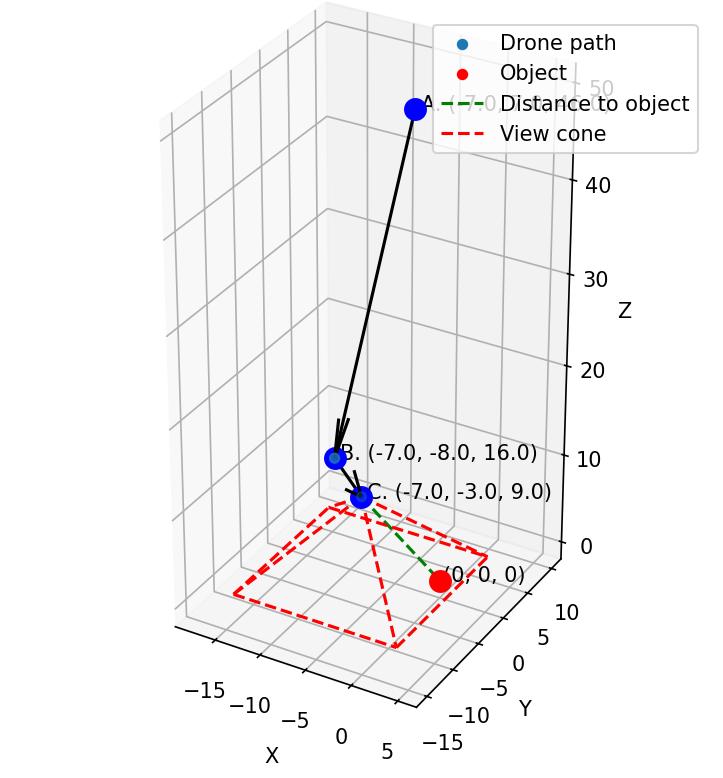 Drone path
Object
Distance to object
View cone
A. (-7.0,
50
40
30
Z
20
10
0
B. (-7.0, -8.0, 16.0)
C. (-7.0, -3.0, 9.0)
(0, 0, 0)
10
5
0
−5
−10
−15
Y
−15
−10
−5
0
5
X